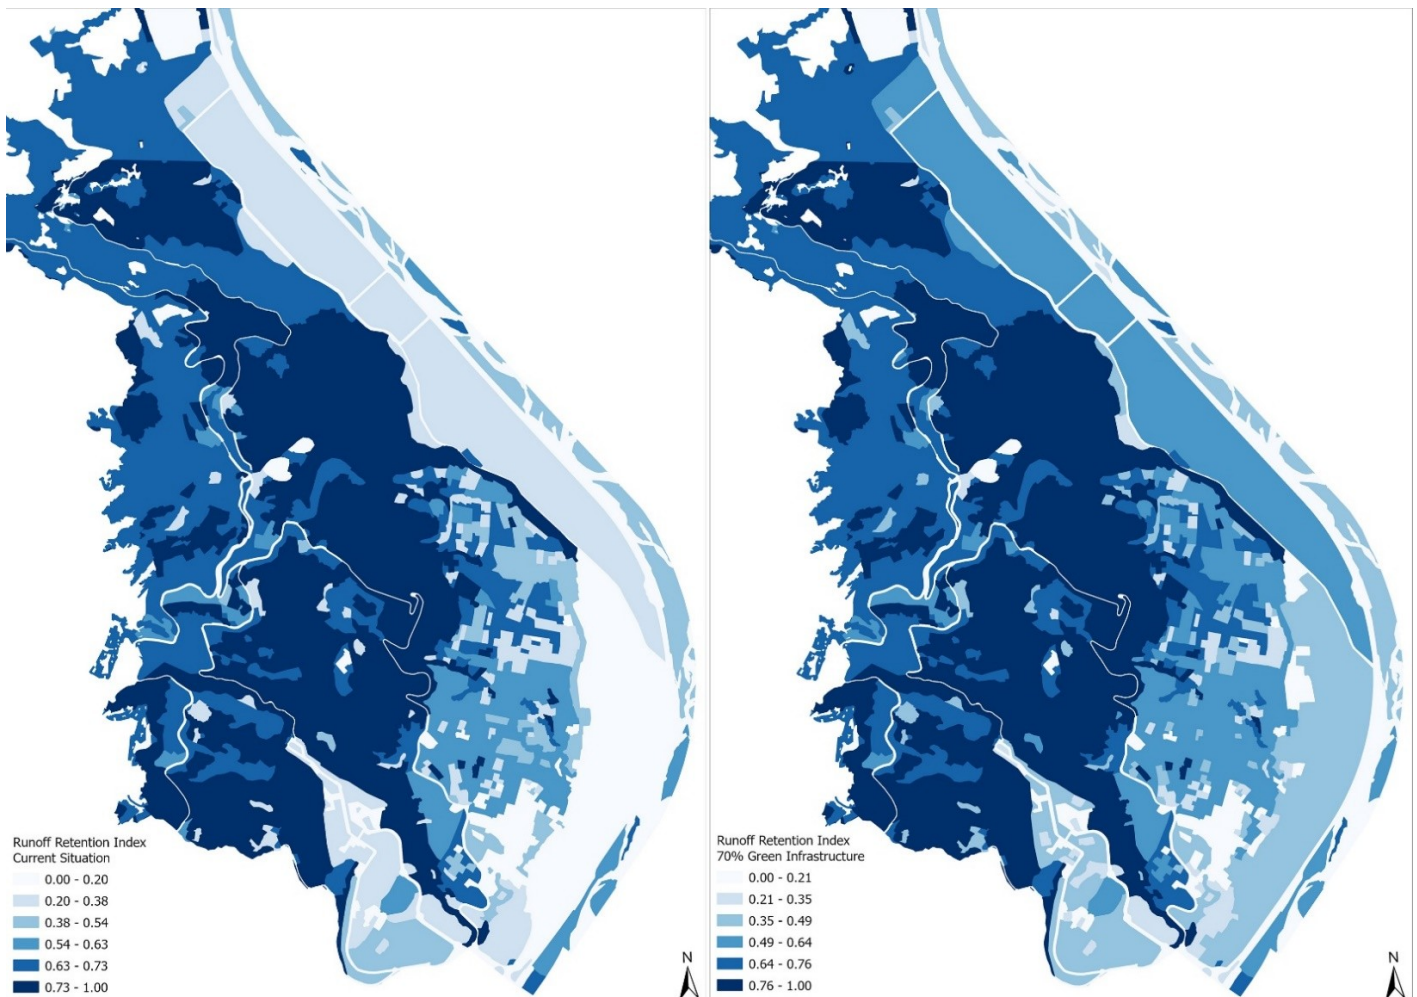 Runoff Retention Index
Current Situation
0.00 - 0.20
0.20 - 0.38
0.38 - 0.54
0.54 - 0.63
0.63 - 0.73
0.73 - 1.00
N
Runoff Retention Index
70% Green Infrastructure
0.00 - 0.21
0.21 - 0.35
0.35 - 0.49
0.49 - 0.64
0.64 - 0.76
0.76 - 1.00
N